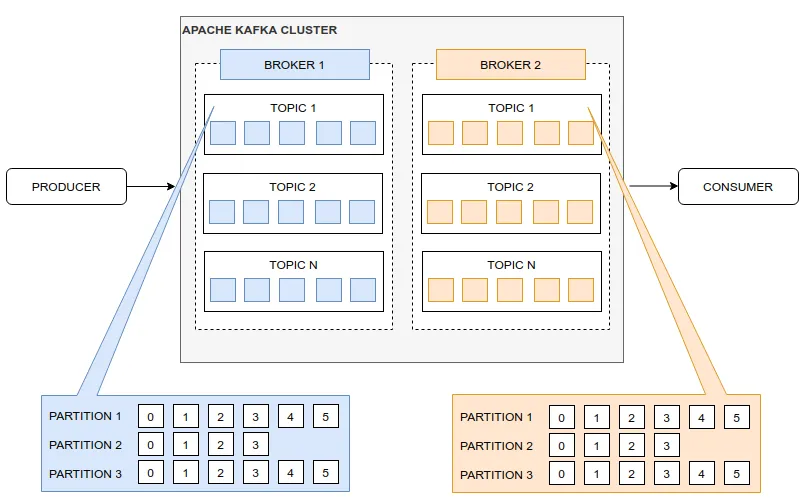 APACHE KAFKA CLUSTER
BROKER 1
BROKER 2
TOPIC 1
TOPIC 1
TOPIC 2
TOPIC 2
TOPIC N
TOPIC N
PRODUCER
CONSUMER
PARTITION 1 0 1 2 3 4 5
PARTITION 2 0 1 2 3
PARTITION 3 0 1 2 3 4 5
PARTITION 1 0 1 2 3 4 5
PARTITION 2 0 1 2 3
PARTITION 3 0 1 2 3 4 5